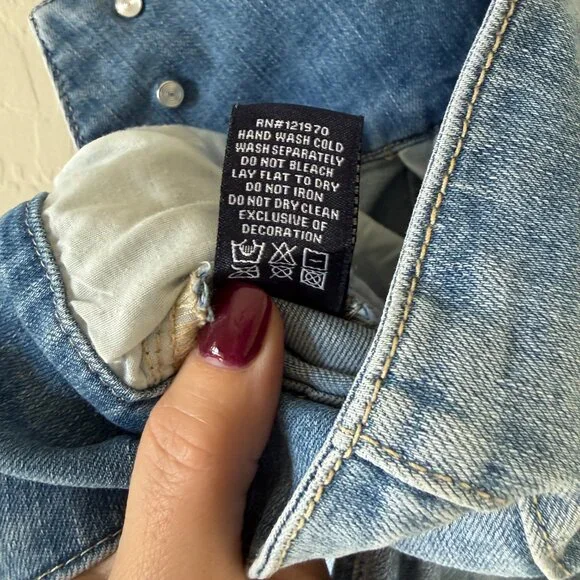 RN#121970
HAND WASH COLD
WASH SEPARATELY
DO NOT BLEACH
LAY FLAT TO DRY
DO NOT IRON
DO NOT DRY CLEAN
EXCLUSIVE OF
DECORATION